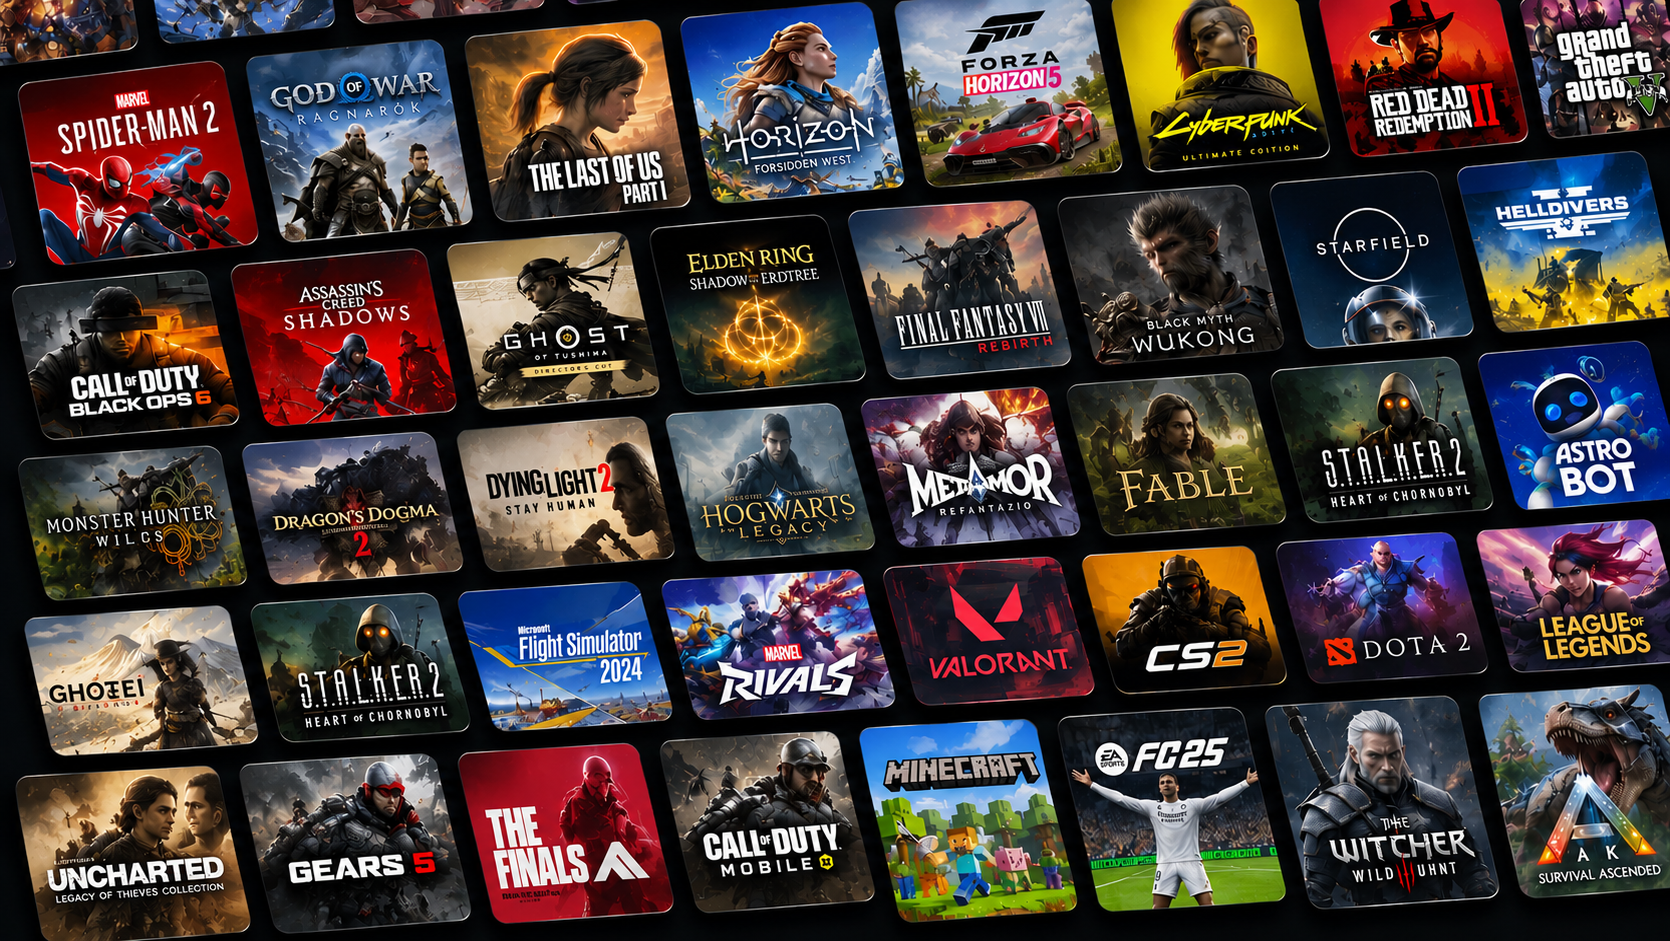 MARVEL
SPIDER-MAN 2
GOD OF WAR
RAGNARÖK
THE LAST OF US
PART I
HORIZON
FORSIDDEN WEST
FORZA
HORIZON 5
CYBERPUNK
ULTIMATE EDITION
RED DEAD
REDEMPTION II
grand
theft
auto V
CALL OF DUTY
BLACK OPS 6
ASSASSIN'S
CREED
SHADOWS
GHOST
OF TSUSHIMA
DIRECTOR'S CUT
ELDEN RING
SHADOW ERDTREE
FINAL FANTASY VII
REBIRTH
BLACK MYTH
WUKONG
STARFIELD
HELLDIVERS
MONSTER HUNTER
WILCS
DRAGON'S DOGMA
2
DYING LIGHT 2
STAY HUMAN
HOGWARTS
LEGACY
METAMOR
REFANTAZIO
FABLE
S.T.A.L.K.E.R. 2
HEART OF CHORNOBYL
ASTRO
BOT
S.T.A.L.K.E.R. 2
HEART OF CHORNOBYL
Microsoft
Flight Simulator
2024
MARVEL
RIVALS
VALORANT
CS2
DOTA 2
LEAGUE OF
LEGENDS
UNCHARTED
LEGACY OF THIEVES COLLECTION
GEARS 5
THE
FINALS
CALL OF DUTY
MOBILE
MINECRAFT
EA
SPORTS
FC 25
9
THE
WITCHER
WILD HUNT
ARK
SURVIVAL ASCENDED